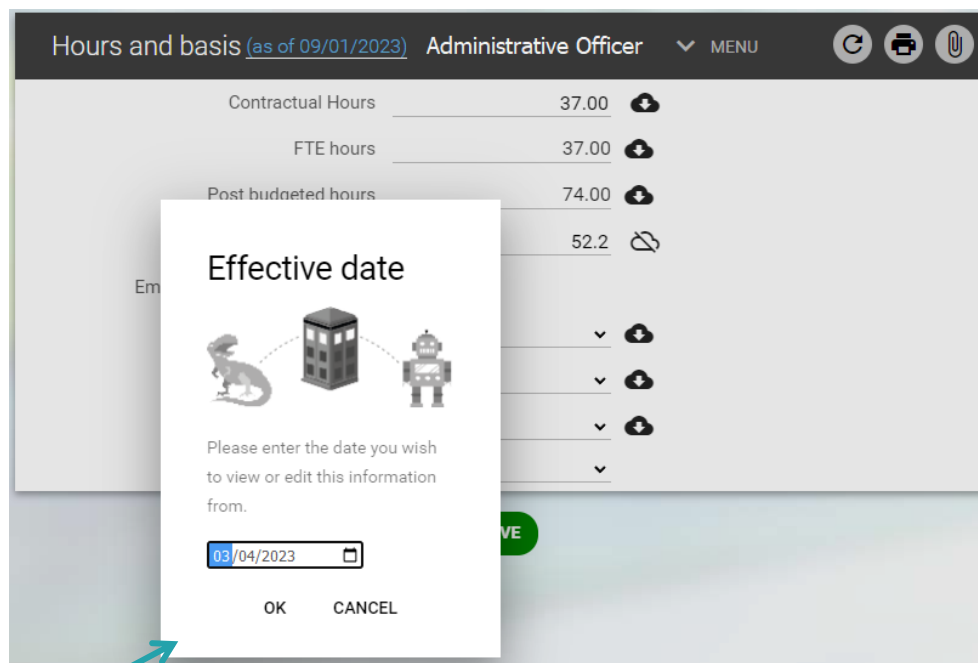 Hours and basis (as of 09/01/2023) Administrative Officer MENU
Contractual Hours 37.00
FTE hours 37.00
Post budgeted hours 74.00
52.2
Em
Effective date
Please enter the date you wish
to view or edit this information
from.
03/04/2023
VE
OK CANCEL